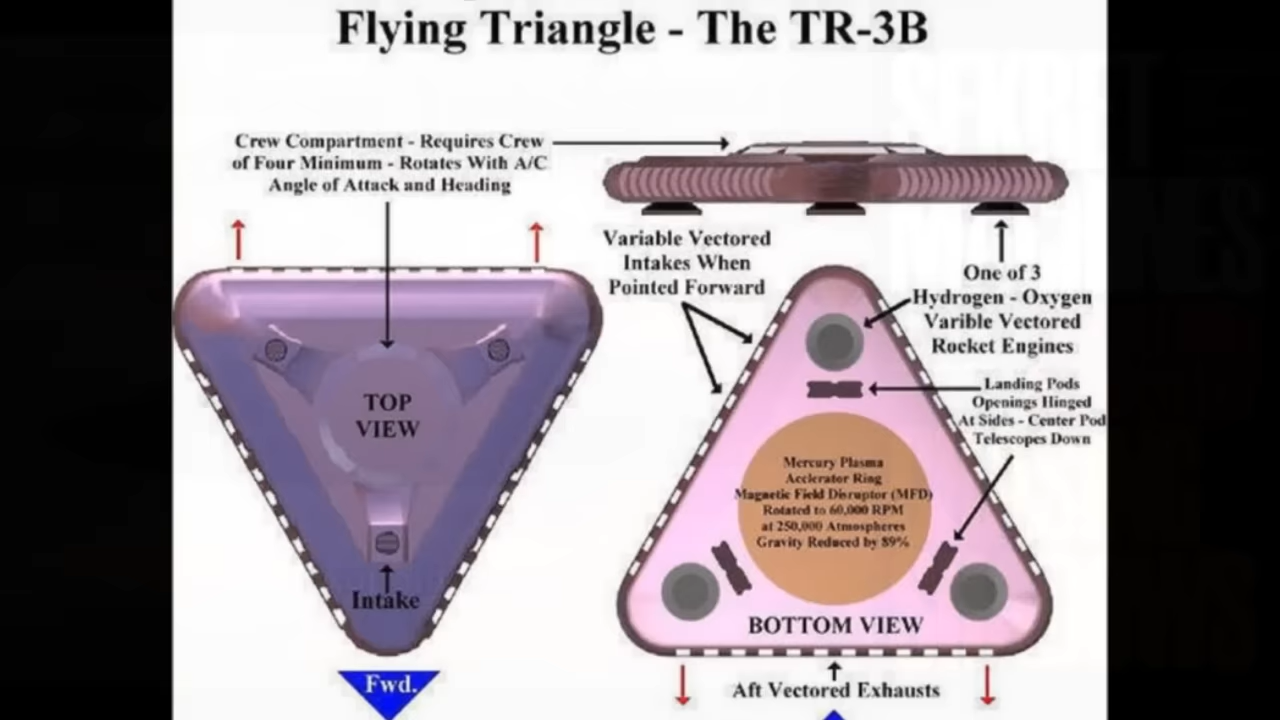 Flying Triangle - The TR-3B
Crew Compartment - Requires Crew
of Four Minimum - Rotates With A/C
Angle of Attack and Heading
Variable Vectored
Intakes When
Pointed Forward
One of 3
Hydrogen - Oxygen
Varible Vectored
Rocket Engines
Landing Pods
Openings Hinged
At Sides - Center Pod
Telescopes Down
TOP
VIEW
Intake
Fwd.
Mercury Plasma
Acclerator Ring
Magnetic Field Disruptor (MFD)
Rotated to 60,000 RPM
at 250,000 Atmospheres
Gravity Reduced by 89%
BOTTOM VIEW
Aft Vectored Exhausts